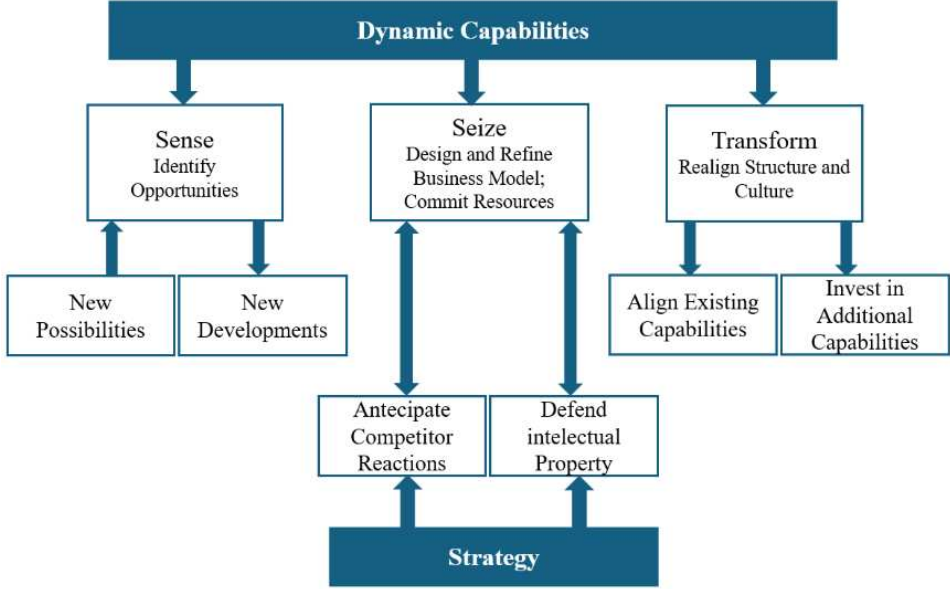 Dynamic Capabilities
Sense
Identify
Opportunities
Seize
Design and Refine
Business Model;
Commit Resources
Transform
Realign Structure and
Culture
New
Possibilities
New
Developments
Align Existing
Capabilities
Invest in
Additional
Capabilities
Antecipate
Competitor
Reactions
Defend
intelectual
Property
Strategy